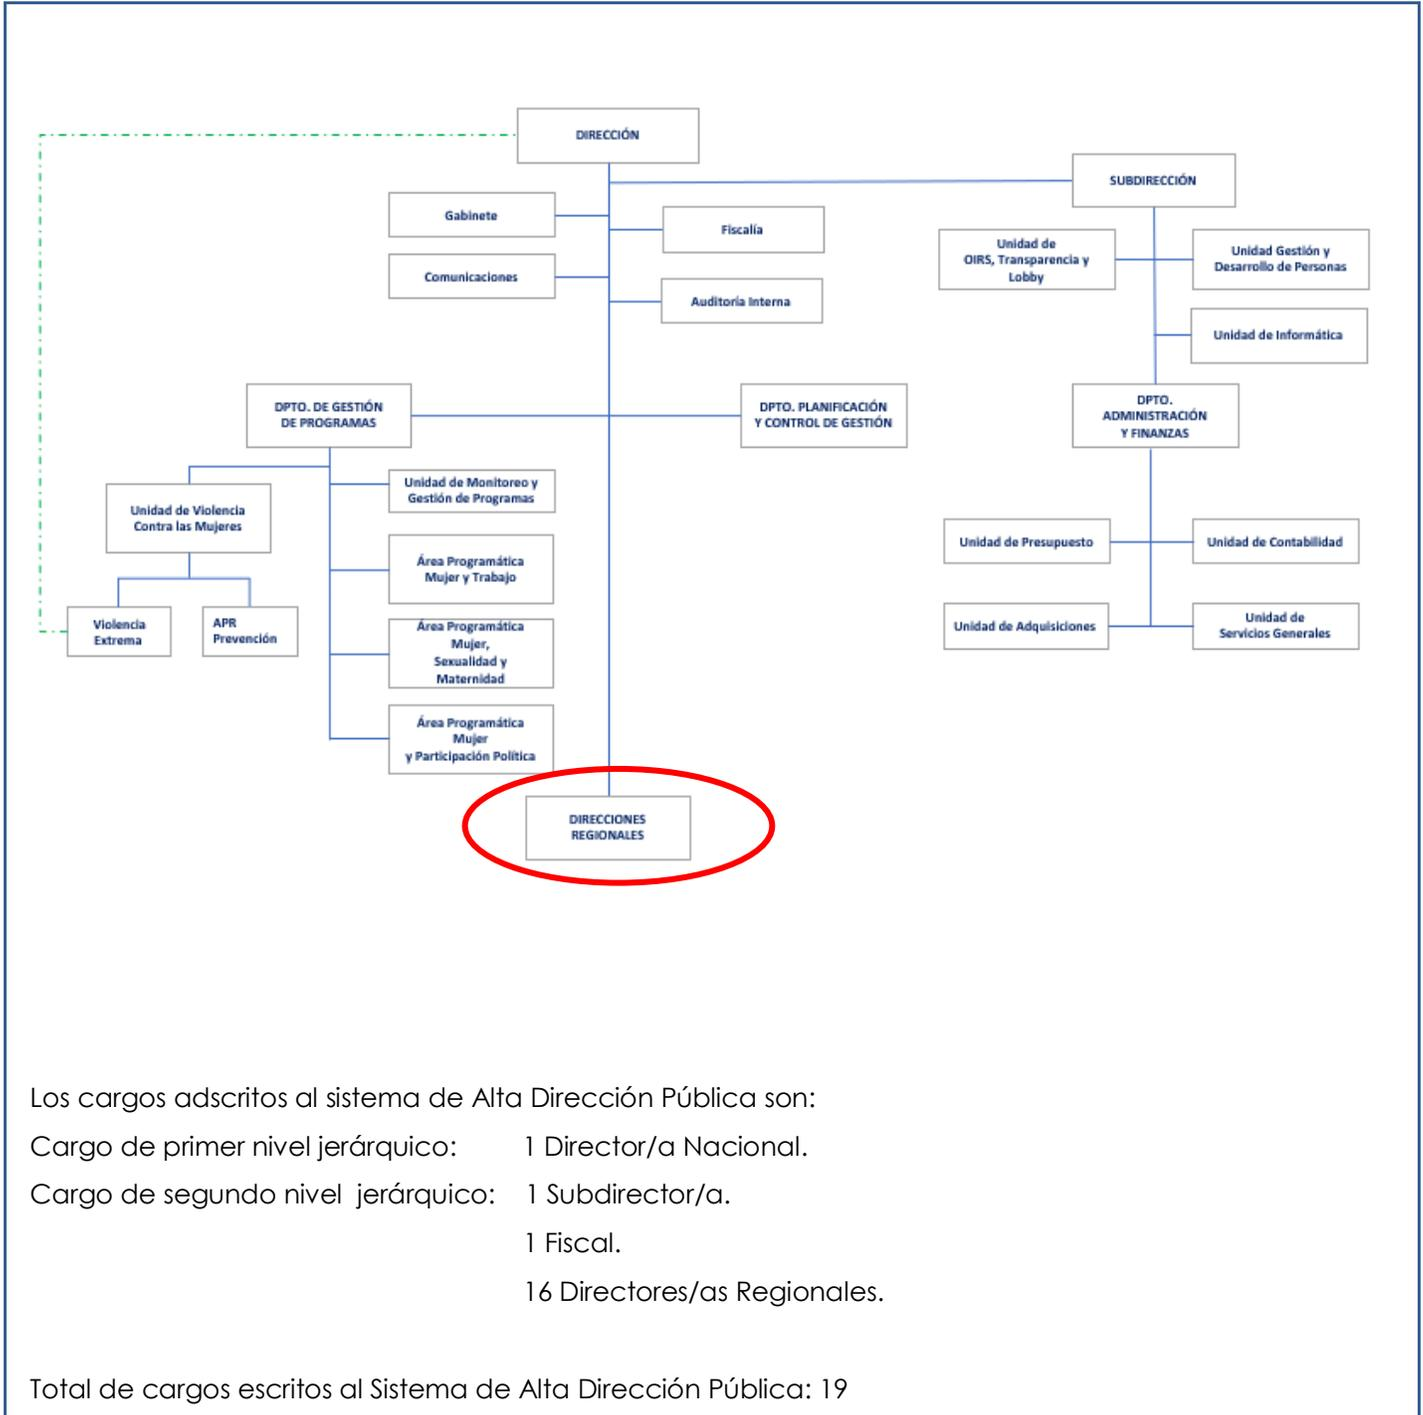 DIRECCIÓN
SUBDIRECCIÓN
Gabinete
Fiscalía
Unidad de
OIRS, Transparencia y
Lobby
Unidad Gestión y
Desarrollo de Personas
Comunicaciones
Auditoría Interna
Unidad de Informática
DPTO. DE GESTIÓN
DE PROGRAMAS
DPTO. PLANIFICACIÓN
Y CONTROL DE GESTIÓN
DPTO.
ADMINISTRACIÓN
Y FINANZAS
Unidad de Violencia
Contra las Mujeres
Unidad de Monitoreo y
Gestión de Programas
Área Programática
Mujer y Trabajo
Unidad de Presupuesto
Unidad de Contabilidad
Violencia
Extrema
APR
Prevención
Área Programática
Mujer,
Sexualidad y
Maternidad
Unidad de Adquisiciones
Unidad de
Servicios Generales
Área Programática
Mujer
y Participación Política
DIRECCIONES
REGIONALES
Los cargos adscritos al sistema de Alta Dirección Pública son:
Cargo de primer nivel jerárquico: 1 Director/a Nacional.
Cargo de segundo nivel jerárquico: 1 Subdirector/a.
1 Fiscal.
16 Directores/as Regionales.
Total de cargos escritos al Sistema de Alta Dirección Pública: 19